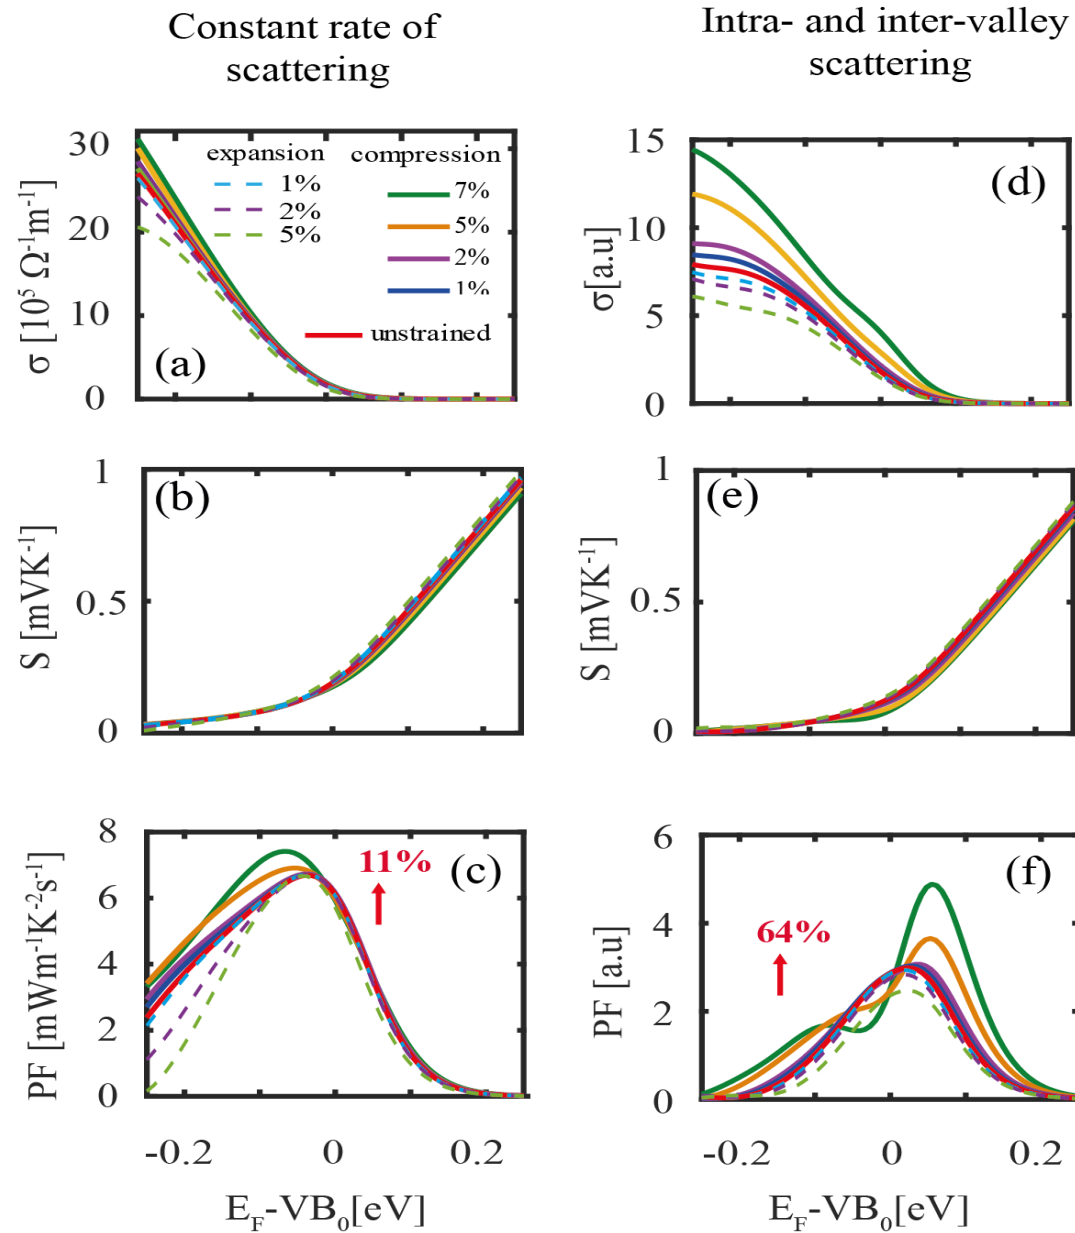 Constant rate of
scattering
Intra- and inter-valley
scattering
σ [10⁵ Ω⁻¹m⁻¹]
30
20
10
0
expansion
1%
2%
5%
compression
7%
5%
2%
1%
unstrained
(a)
σ[a.u]
15
10
5
0
(d)
S [mVK⁻¹]
1
0.5
0
(b)
S [mVK⁻¹]
1
0.5
0
(e)
PF [mWm⁻¹K⁻²s⁻¹]
8
6
4
2
0
11%
(c)
-0.2 0 0.2
E_F-VB₀[eV]
PF [a.u]
6
4
2
0
64%
(f)
-0.2 0 0.2
E_F-VB₀[eV]